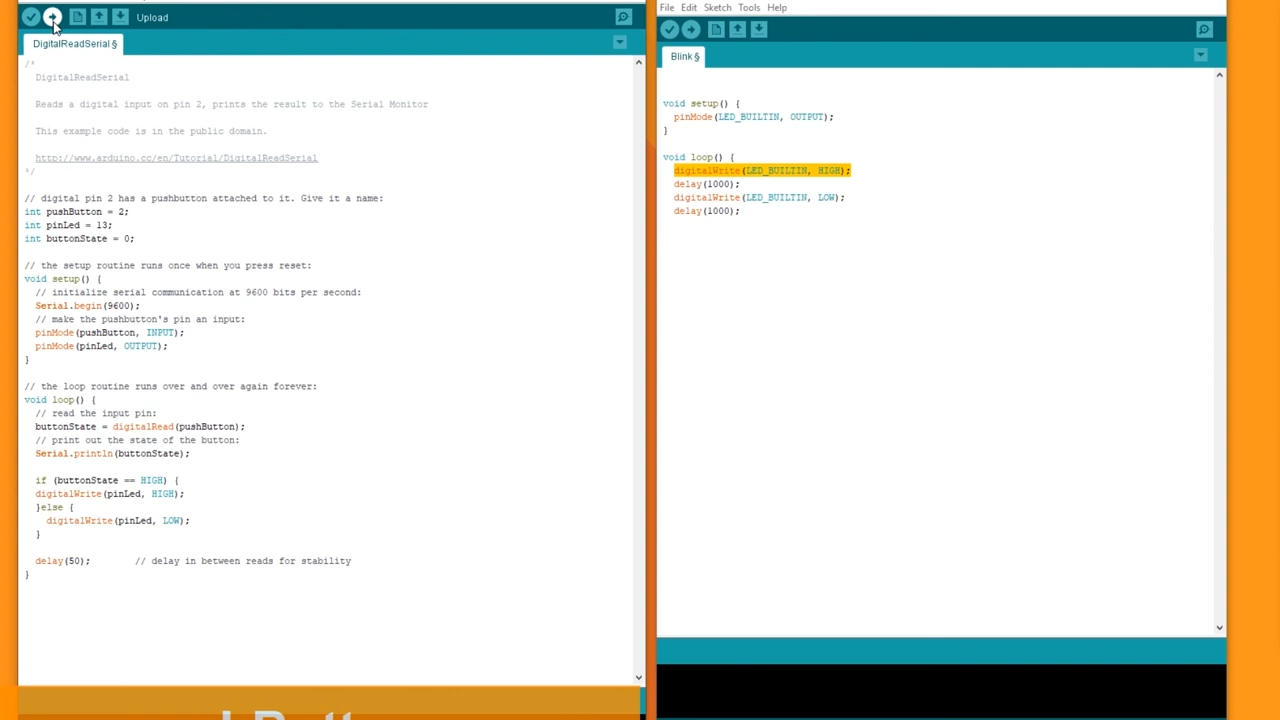 Upload
DigitalReadSerial §
/*
DigitalReadSerial
Reads a digital input on pin 2, prints the result to the Serial Monitor
This example code is in the public domain.
http://www.arduino.cc/en/Tutorial/DigitalReadSerial
*/
// digital pin 2 has a pushbutton attached to it. Give it a name:
int pushButton = 2;
int pinLed = 13;
int buttonState = 0;
// the setup routine runs once when you press reset:
void setup() {
// initialize serial communication at 9600 bits per second:
Serial.begin(9600);
// make the pushbutton's pin an input:
pinMode(pushButton, INPUT);
pinMode(pinLed, OUTPUT);
}
// the loop routine runs over and over again forever:
void loop() {
// read the input pin:
buttonState = digitalRead(pushButton);
// print out the state of the button:
Serial.println(buttonState);
if (buttonState == HIGH) {
digitalWrite(pinLed, HIGH);
}else {
digitalWrite(pinLed, LOW);
}
delay(50); // delay in between reads for stability
}
File Edit Sketch Tools Help
Blink §
void setup() {
pinMode(LED_BUILTIN, OUTPUT);
}
void loop() {
digitalWrite(LED_BUILTIN, HIGH);
delay(1000);
digitalWrite(LED_BUILTIN, LOW);
delay(1000);